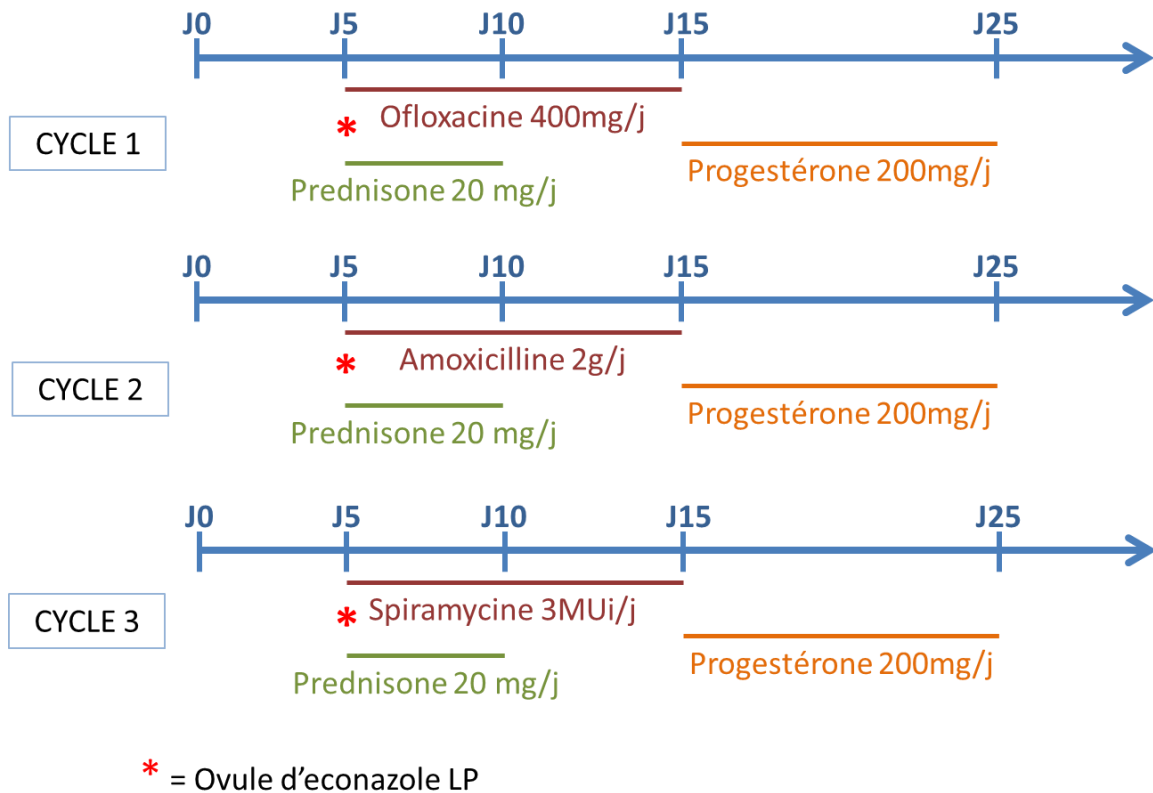 J0 J5 J10 J15 J25
Ofloxacine 400mg/j
*
CYCLE 1
Progestérone 200mg/j
Prednisone 20 mg/j
J0 J5 J10 J15 J25
Amoxicilline 2g/j
*
CYCLE 2
Progestérone 200mg/j
Prednisone 20 mg/j
J0 J5 J10 J15 J25
* Spiramycine 3MUi/j
CYCLE 3
Progestérone 200mg/j
Prednisone 20 mg/j
* = Ovule d’econazole LP